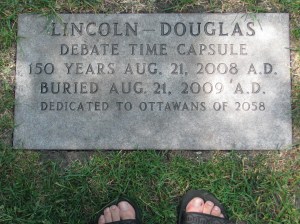 LINCOLN - DOUGLAS
DEBATE TIME CAPSULE
150 YEARS AUG. 21, 2008 A.D.
BURIED AUG. 21, 2009 A.D.
DEDICATED TO OTTAWANS OF 2058